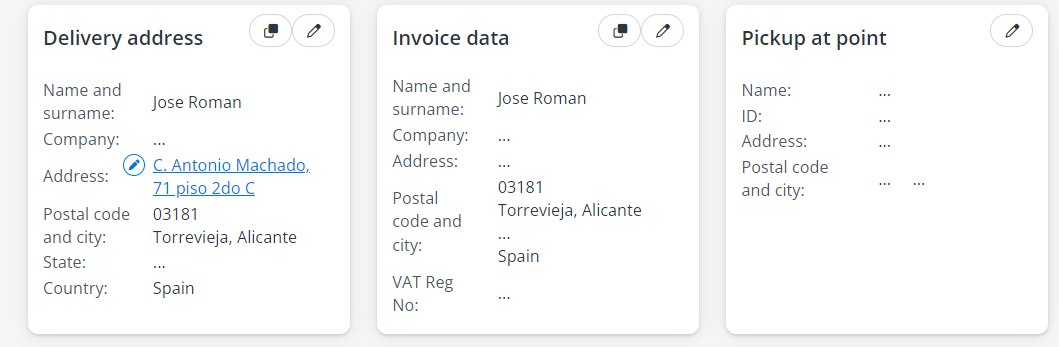 Delivery address
Name and
surname:
Jose Roman
Company:
...
Address:
C. Antonio Machado,
71 piso 2do C
Postal code
and city:
03181
Torrevieja, Alicante
State:
...
Country:
Spain
Invoice data
Name and
surname:
Jose Roman
Company:
...
Address:
...
Postal
code and
city:
03181
Torrevieja, Alicante
...
Spain
VAT Reg
No:
...
Pickup at point
Name:
...
ID:
...
Address:
...
Postal code
and city:
... ...